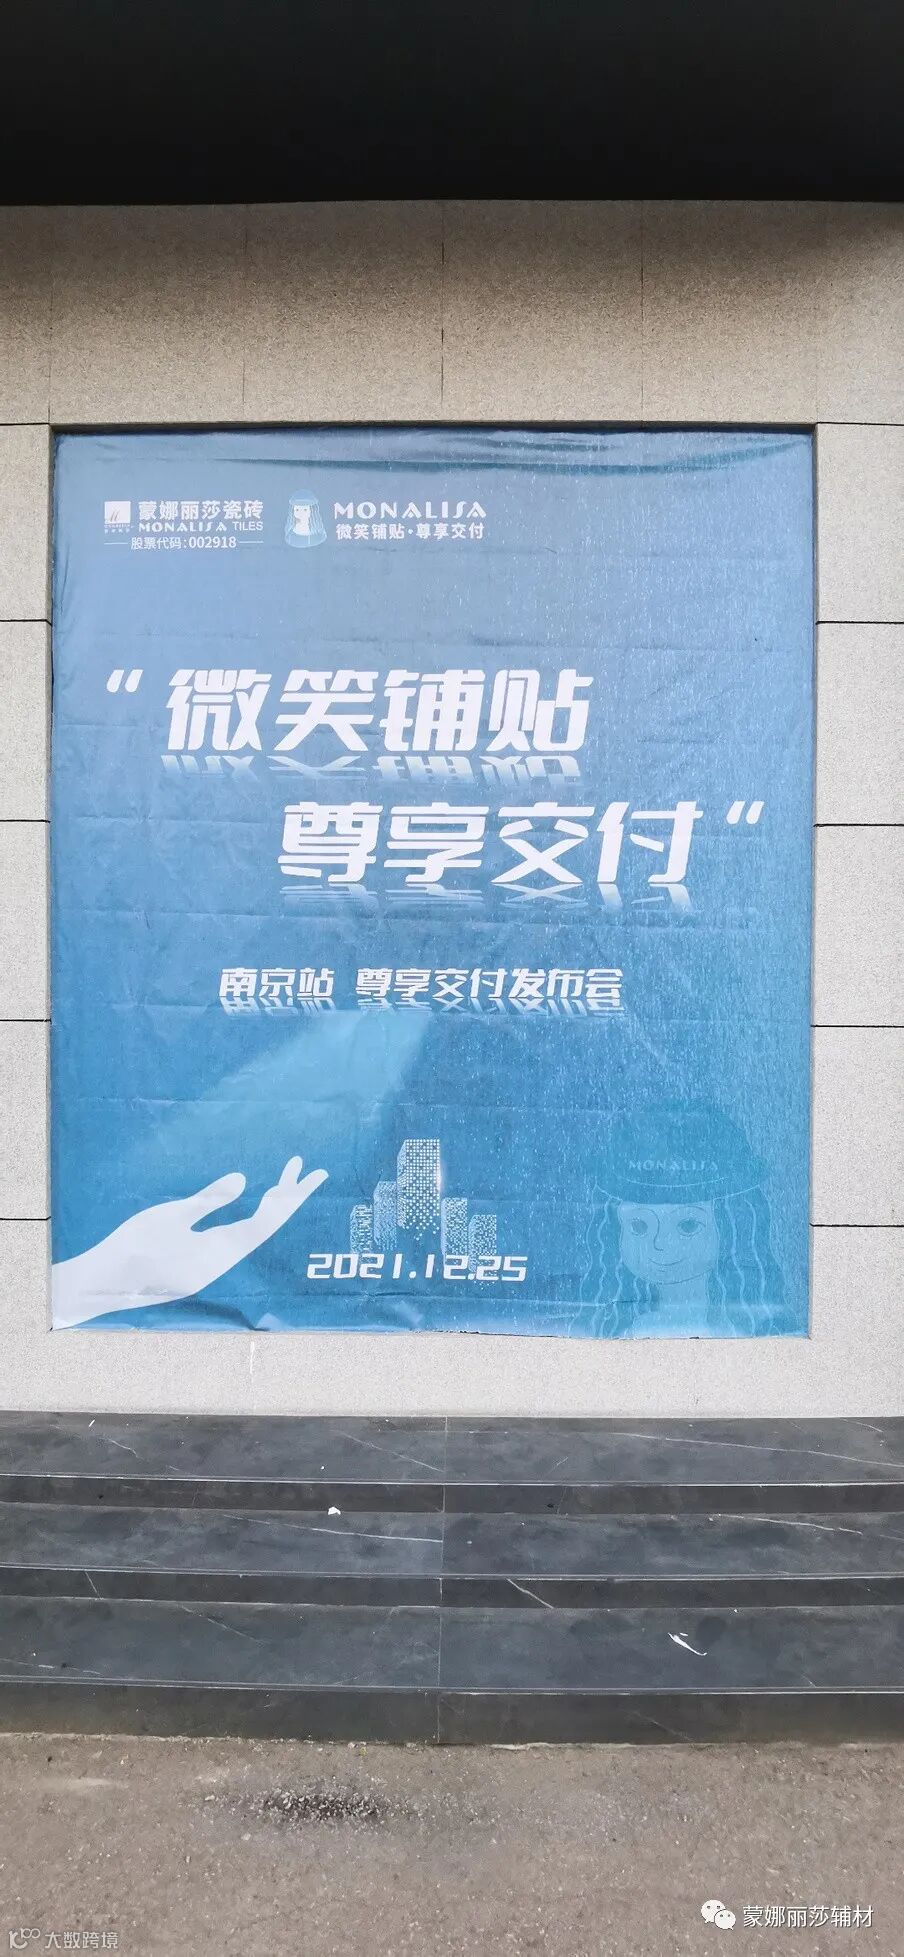 蒙娜丽莎瓷砖
MONALISA TILES
股票代码:002918
MONALISA
微笑铺贴·尊享交付
“微笑铺贴
尊享交付“
南京站 尊享交付发布会
MONALISA
2021.12.25
蒙娜丽莎辅材
大数跨境